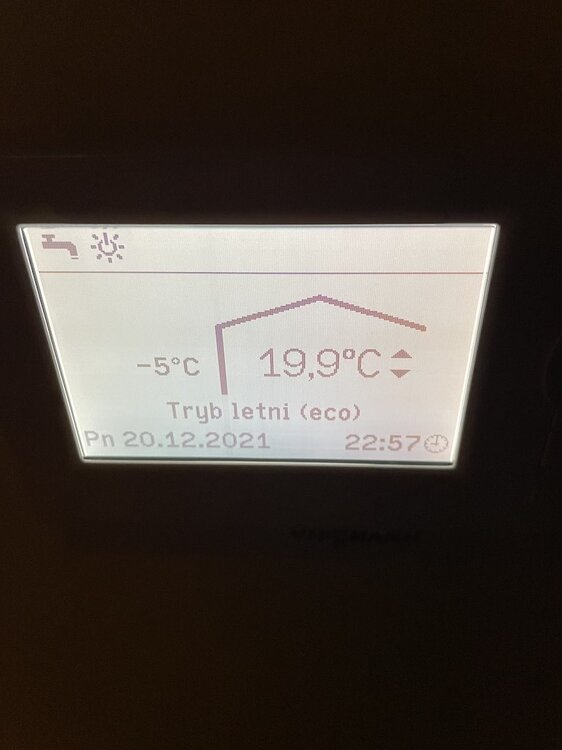 -5°C
19,9°C
Tryb letni (eco)
Pn 20.12.2021 22:57